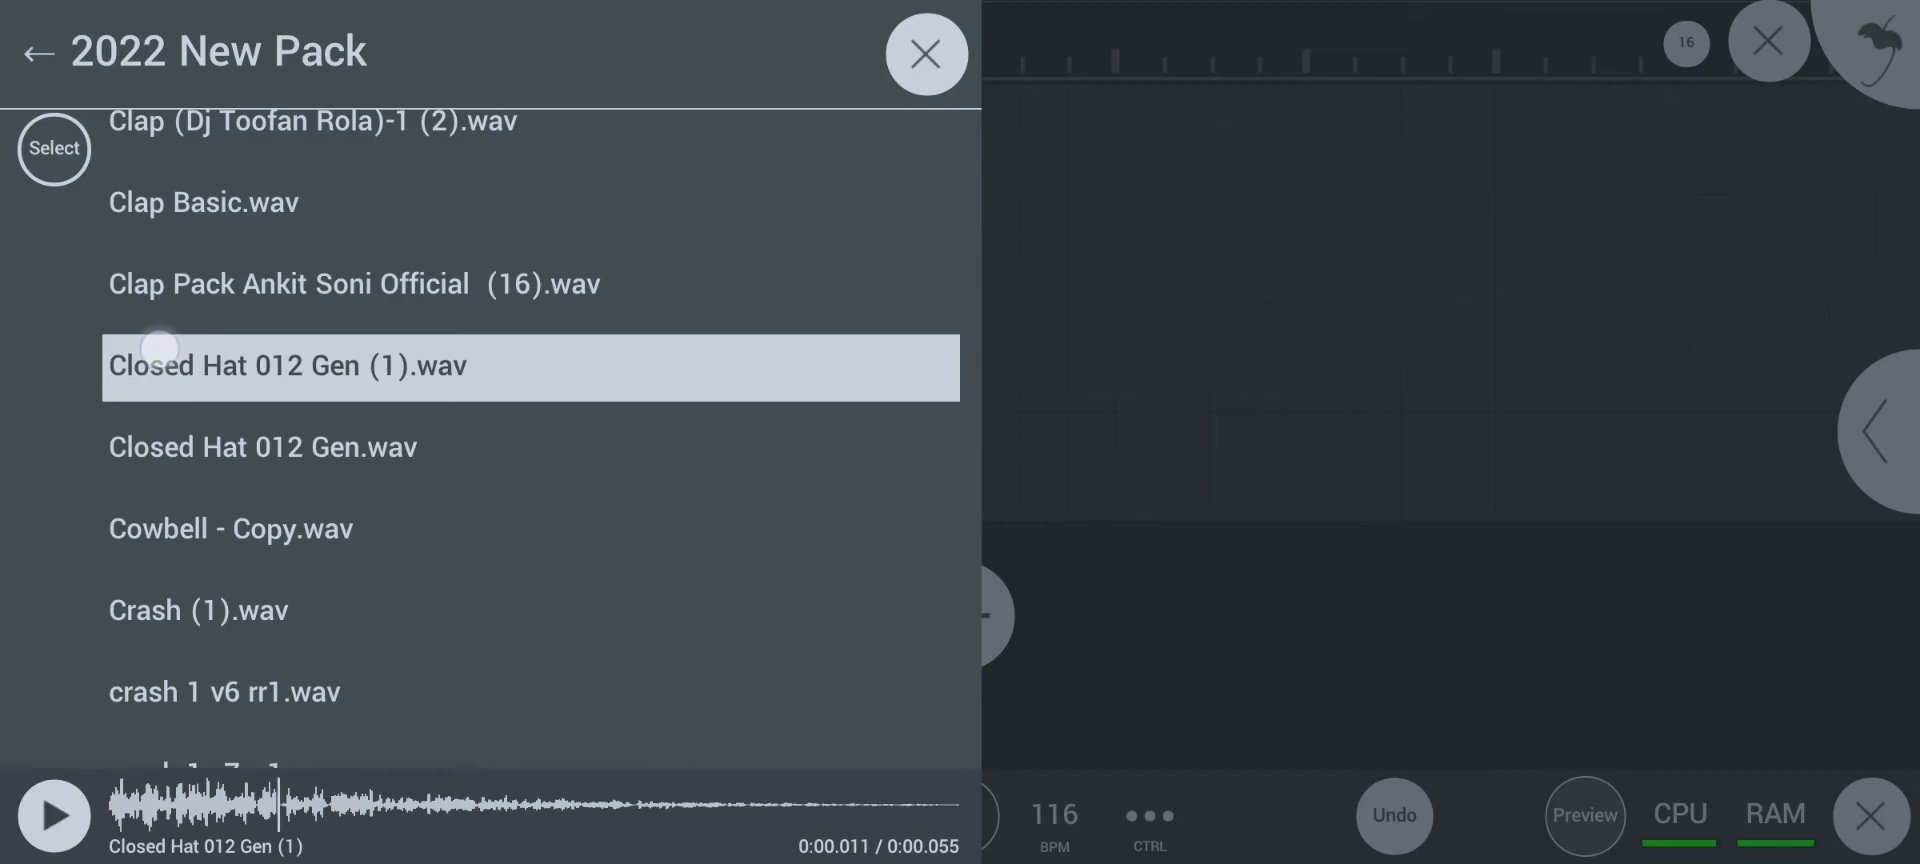 2022 New Pack
16
Select
Clap (Dj Toofan Rola)-1 (2).wav
Clap Basic.wav
Clap Pack Ankit Soni Official  (16).wav
Closed Hat 012 Gen (1).wav
Closed Hat 012 Gen.wav
Cowbell - Copy.wav
Crash (1).wav
crash 1 v6 rr1.wav
Closed Hat 012 Gen (1)
0:00.011 / 0:00.055
116
BPM
CTRL
Undo
Preview
CPU
RAM